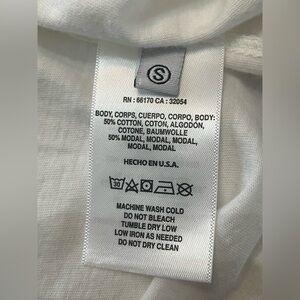 S
RN : 66170 CA : 32054
BODY, CORPS, CUERPO, CORPO, BODY:
50% COTTON, COTON, ALGODON,
COTONE, BAUMWOLLE
50% MODAL, MODAL, MODAL,
MODAL, MODAL
HECHO EN U.S.A.
30
MACHINE WASH COLD
DO NOT BLEACH
TUMBLE DRY LOW
LOW IRON AS NEEDED
DO NOT DRY CLEAN